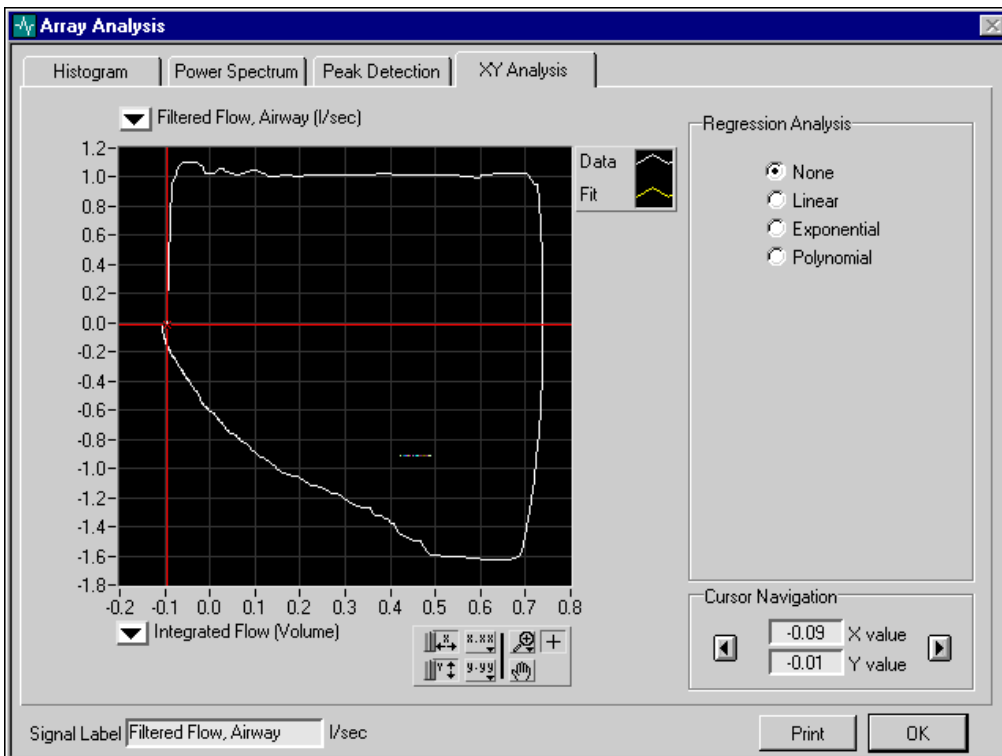 Array Analysis
Histogram
Power Spectrum
Peak Detection
XY Analysis
Filtered Flow, Airway (l/sec)
1.2
1.0
0.8
0.6
0.4
0.2
0.0
-0.2
-0.4
-0.6
-0.8
-1.0
-1.2
-1.4
-1.6
-1.8
-0.2 -0.1 0.0 0.1 0.2 0.3 0.4 0.5 0.6 0.7 0.8
Integrated Flow (Volume)
Data
Fit
X
X.XX
Y
Y.YY
Regression Analysis
None
Linear
Exponential
Polynomial
Cursor Navigation
-0.09 X value
-0.01 Y value
Signal Label Filtered Flow, Airway l/sec
Print
OK